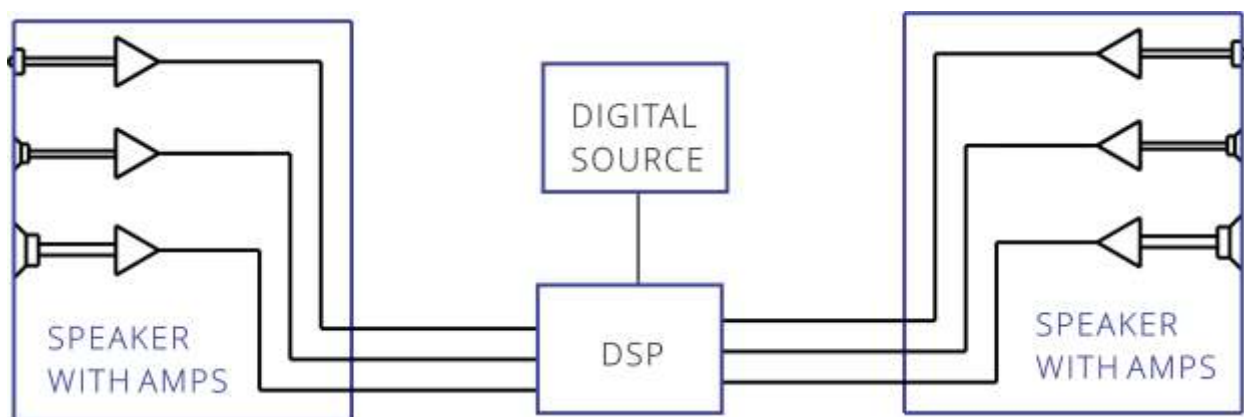 DIGITAL
SOURCE
SPEAKER
WITH AMPS
DSP
SPEAKER
WITH AMPS